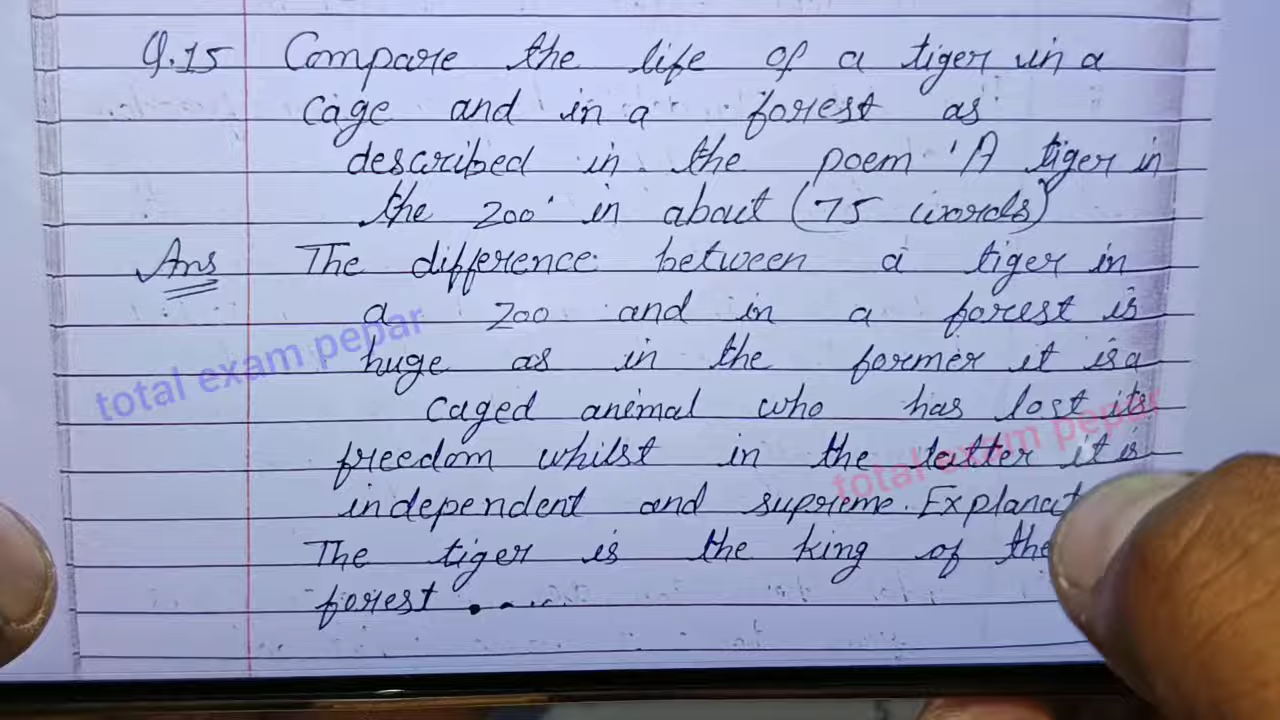 Q.15 Compare the life of a tiger in a
cage and in a forest as
described in the poem 'A tiger in
the zoo' in about (75 words)
Ans The difference between a tiger in
a zoo and in a forest is
huge as in the former it is a
caged animal who has lost its
freedom whilst in the latter it is
independent and supreme. Explanat
The tiger is the king of the
forest .....
total exam pepar
total exam pepar